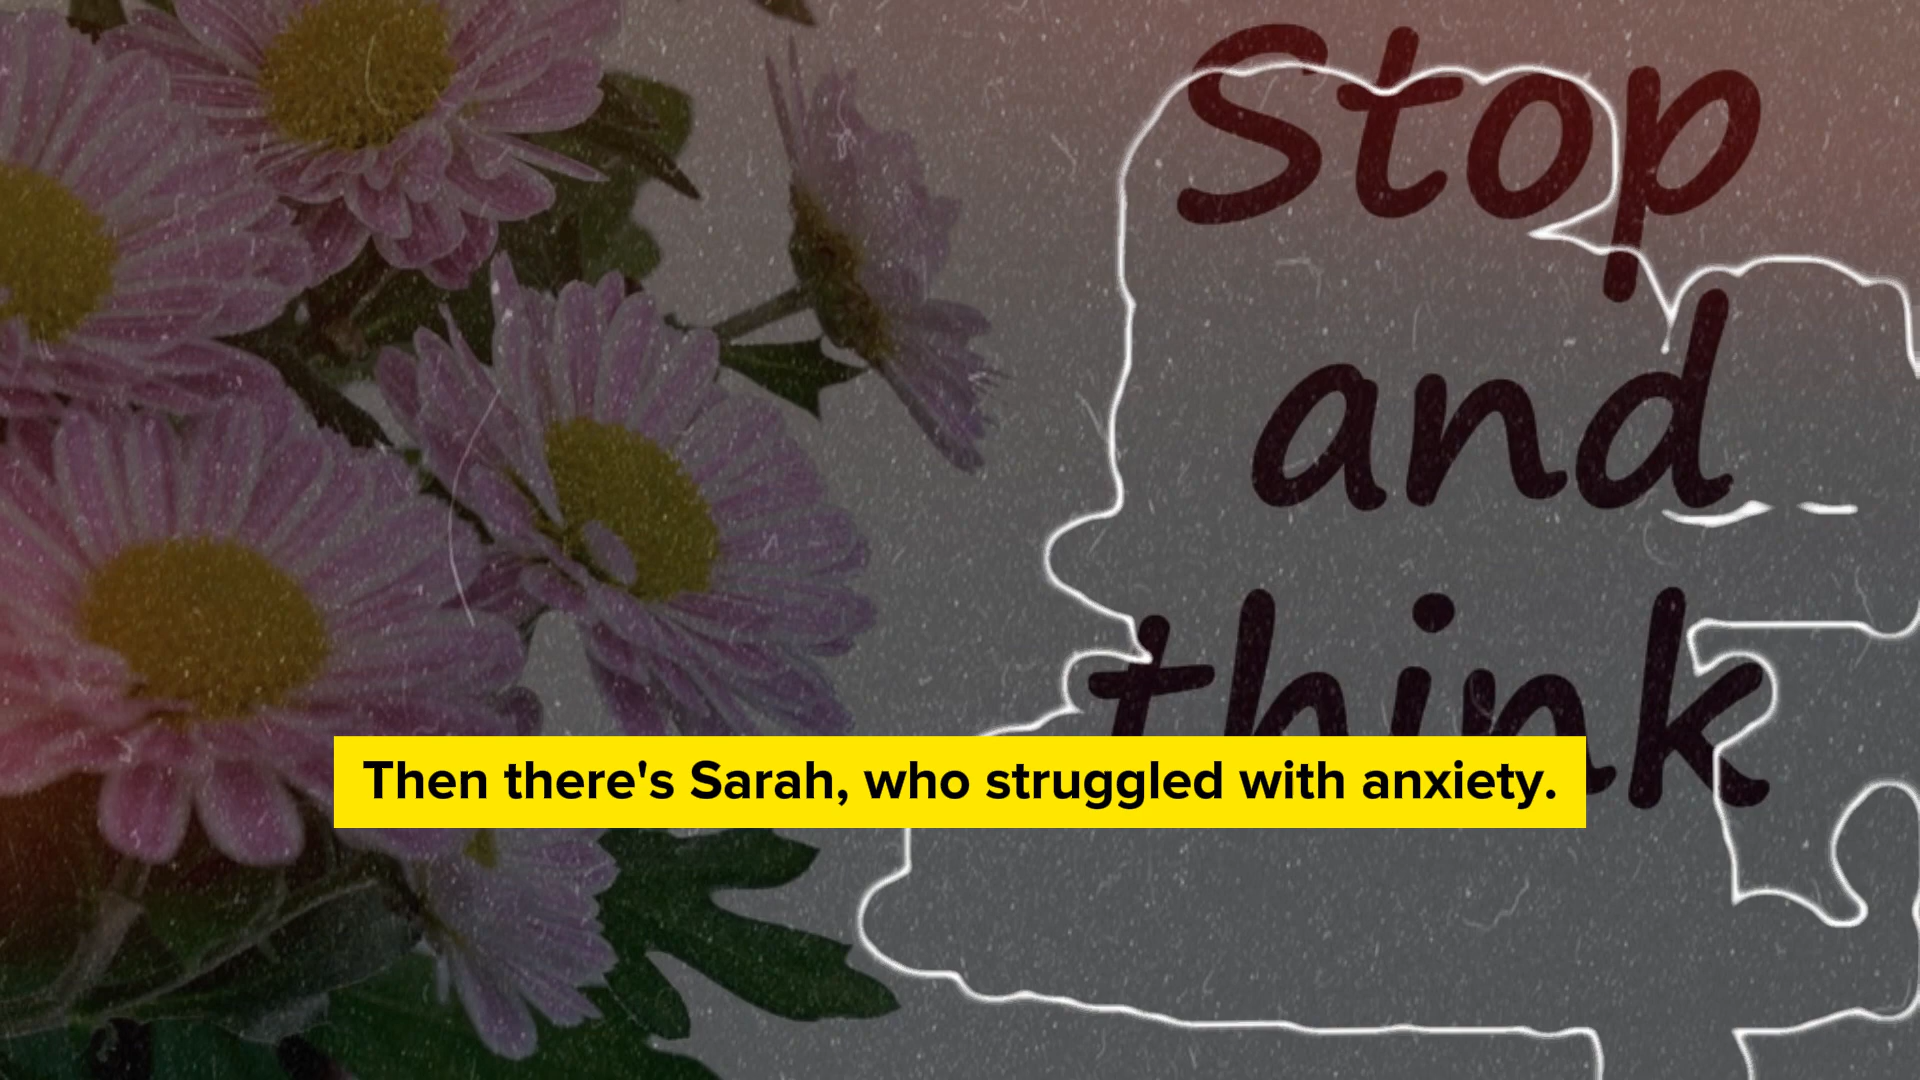 Stop
and
think
Then there's Sarah, who struggled with anxiety.